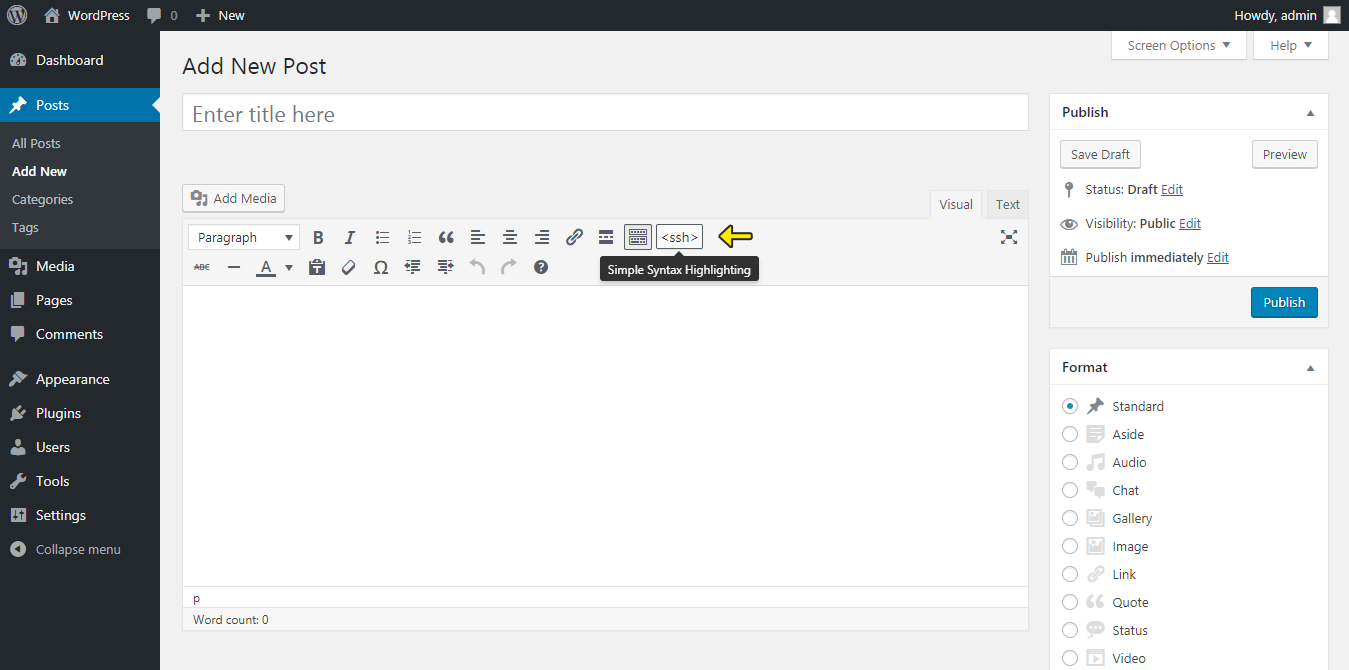 WordPress 0 New Howdy, admin
Screen Options Help
Dashboard
Posts
All Posts
Add New
Categories
Tags
Media
Pages
Comments
Appearance
Plugins
Users
Tools
Settings
Collapse menu
Add New Post
Enter title here
Add Media
Visual Text
Paragraph B I <ssh>
ABC A
Simple Syntax Highlighting
p
Word count: 0
Publish
Save Draft Preview
Status: Draft Edit
Visibility: Public Edit
Publish immediately Edit
Publish
Format
Standard
Aside
Audio
Chat
Gallery
Image
Link
Quote
Status
Video